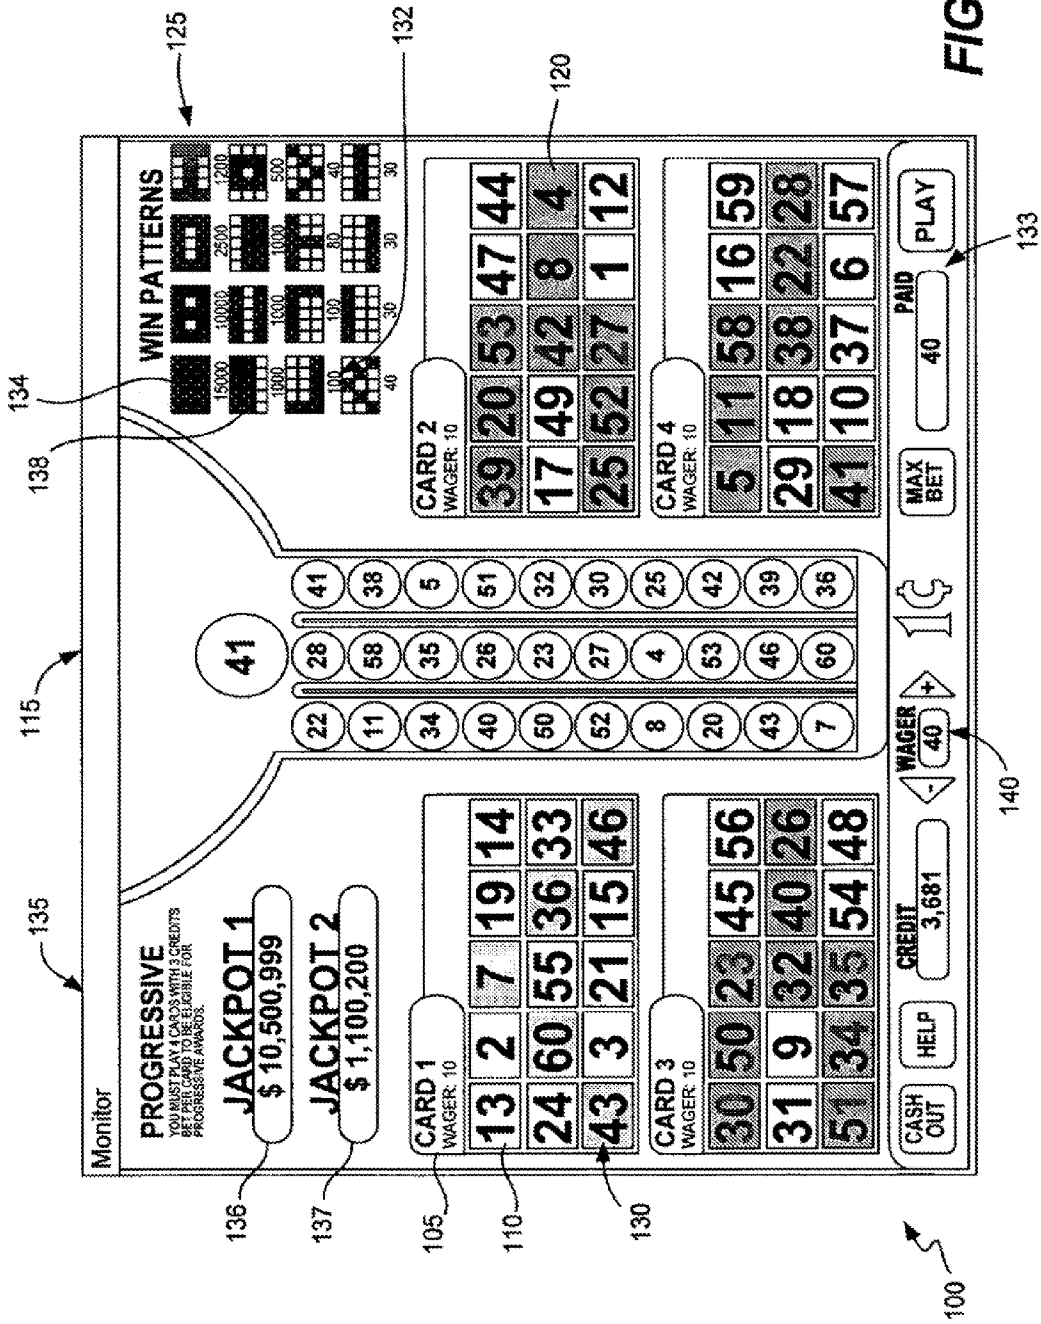 Monitor
PROGRESSIVE
YOU MUST PLAY 4 CARDS WITH 3 CREDITS
BET PER CARD TO BE ELIGIBLE FOR
PROGRESSIVE AWARDS.
JACKPOT 1
$ 10,500,999
JACKPOT 2
$ 1,100,200
WIN PATTERNS
15000 10000 2500 1200
1000 1000 1000 500
100 100 80 40
40 30 30 30
41
22 28 41
11 58 38
34 35 5
40 26 51
50 23 32
52 27 30
8 4 25
20 53 42
43 46 39
7 60 36
CARD 1
WAGER: 10
13 2 7 19 14
24 60 55 36 33
43 3 21 15 46
CARD 2
WAGER: 10
39 20 53 47 44
17 49 42 8 4
25 52 27 1 12
CARD 3
WAGER: 10
30 50 23 45 56
31 9 32 40 26
51 34 35 54 48
CARD 4
WAGER: 10
5 11 58 16 59
29 18 38 22 28
41 10 37 6 57
CASH
OUT
HELP
CREDIT
3,681
-
WAGER
40
+
1¢
MAX
BET
PAID
40
PLAY
135
115
138
134
125
132
136
137
105
110
130
120
140
133
100
FIG